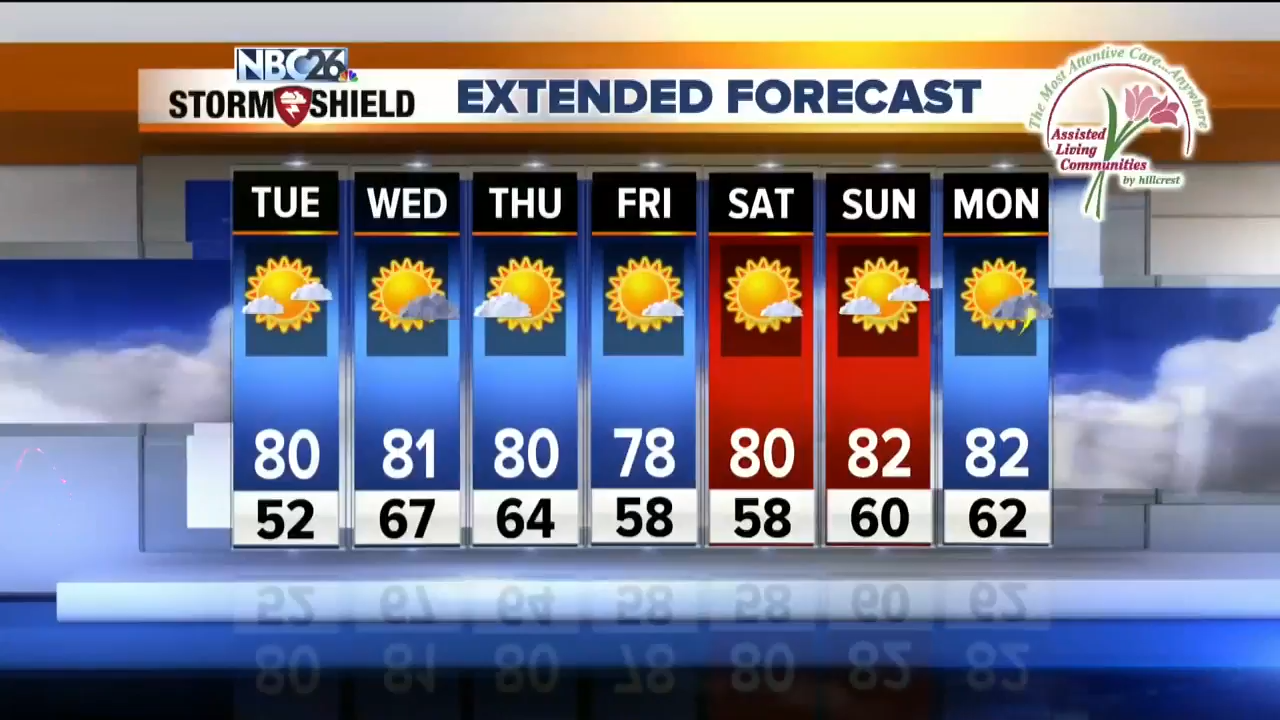 NBC26
STORM SHIELD
EXTENDED FORECAST
The Most Attentive Care...Anywhere
Assisted
Living
Communities
by hillcrest
TUE WED THU FRI SAT SUN MON
80 81 80 78 80 82 82
52 67 64 58 58 60 62